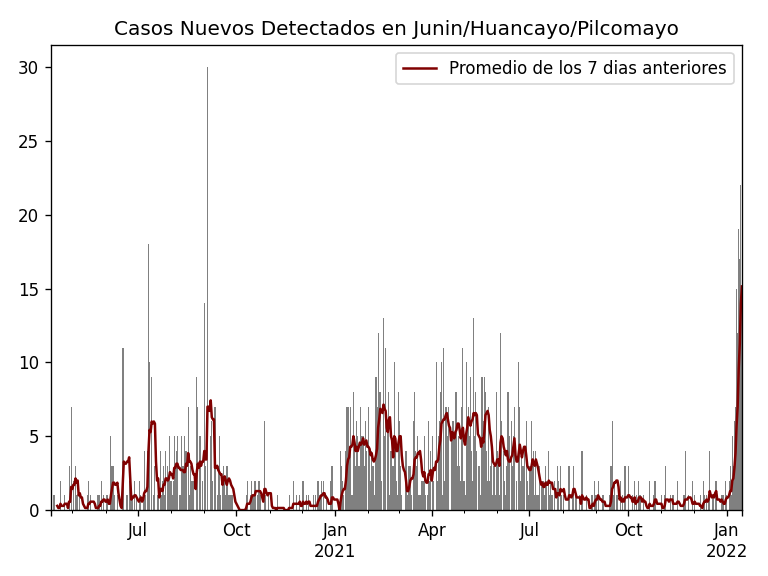 Casos Nuevos Detectados en Junin/Huancayo/Pilcomayo
Promedio de los 7 dias anteriores
30
25
20
15
10
5
0
Jul
Oct
Jan
2021
Apr
Jul
Oct
Jan
2022